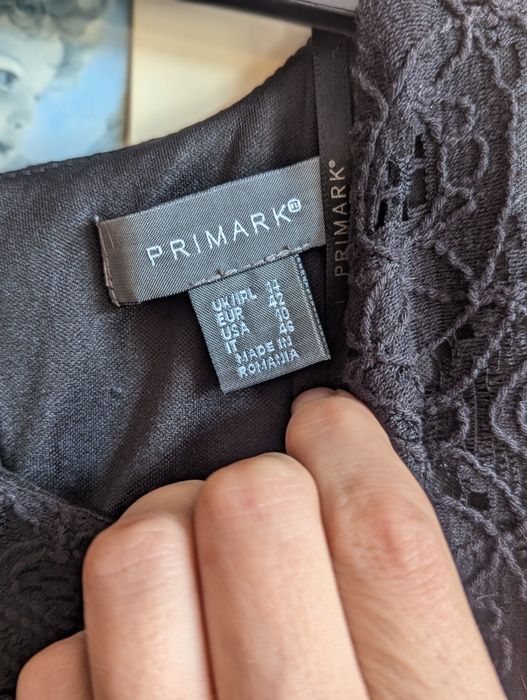 PRIMARK®
UK/IRL 14
EUR 42
USA 10
IT 46
MADE IN
ROMANIA
PRIMARK®